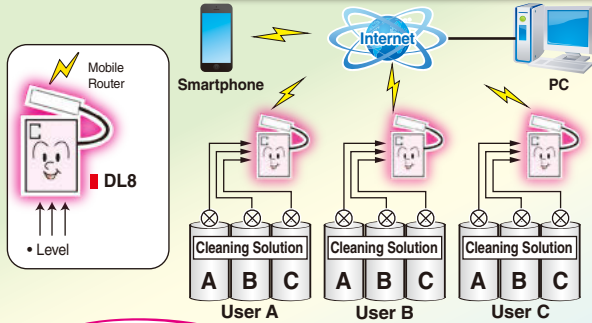 Mobile
Router
C
DL8
• Level
Smartphone
Internet
PC
C
C
C
Cleaning Solution
A B C
User A
Cleaning Solution
A B C
User B
Cleaning Solution
A B C
User C